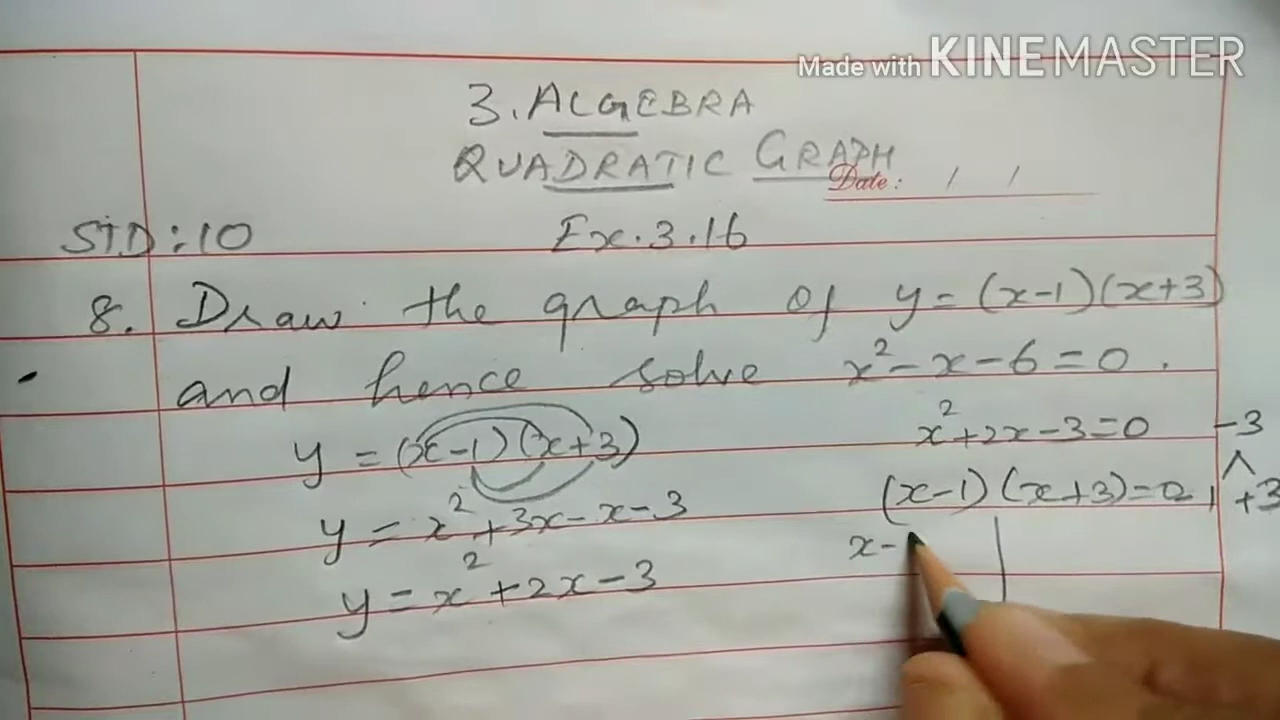 Made with KINEMASTER
3. ALGEBRA
QUADRATIC GRAPH
Date: / /
STD: 10 Ex. 3.16
8. Draw the graph of y = (x-1)(x+3)
and hence solve x² - x - 6 = 0.
y = (x-1)(x+3)
y = x² + 3x - x - 3
y = x² + 2x - 3
x² + 2x - 3 = 0 -3
(x-1)(x+3) = 0 +3
x -